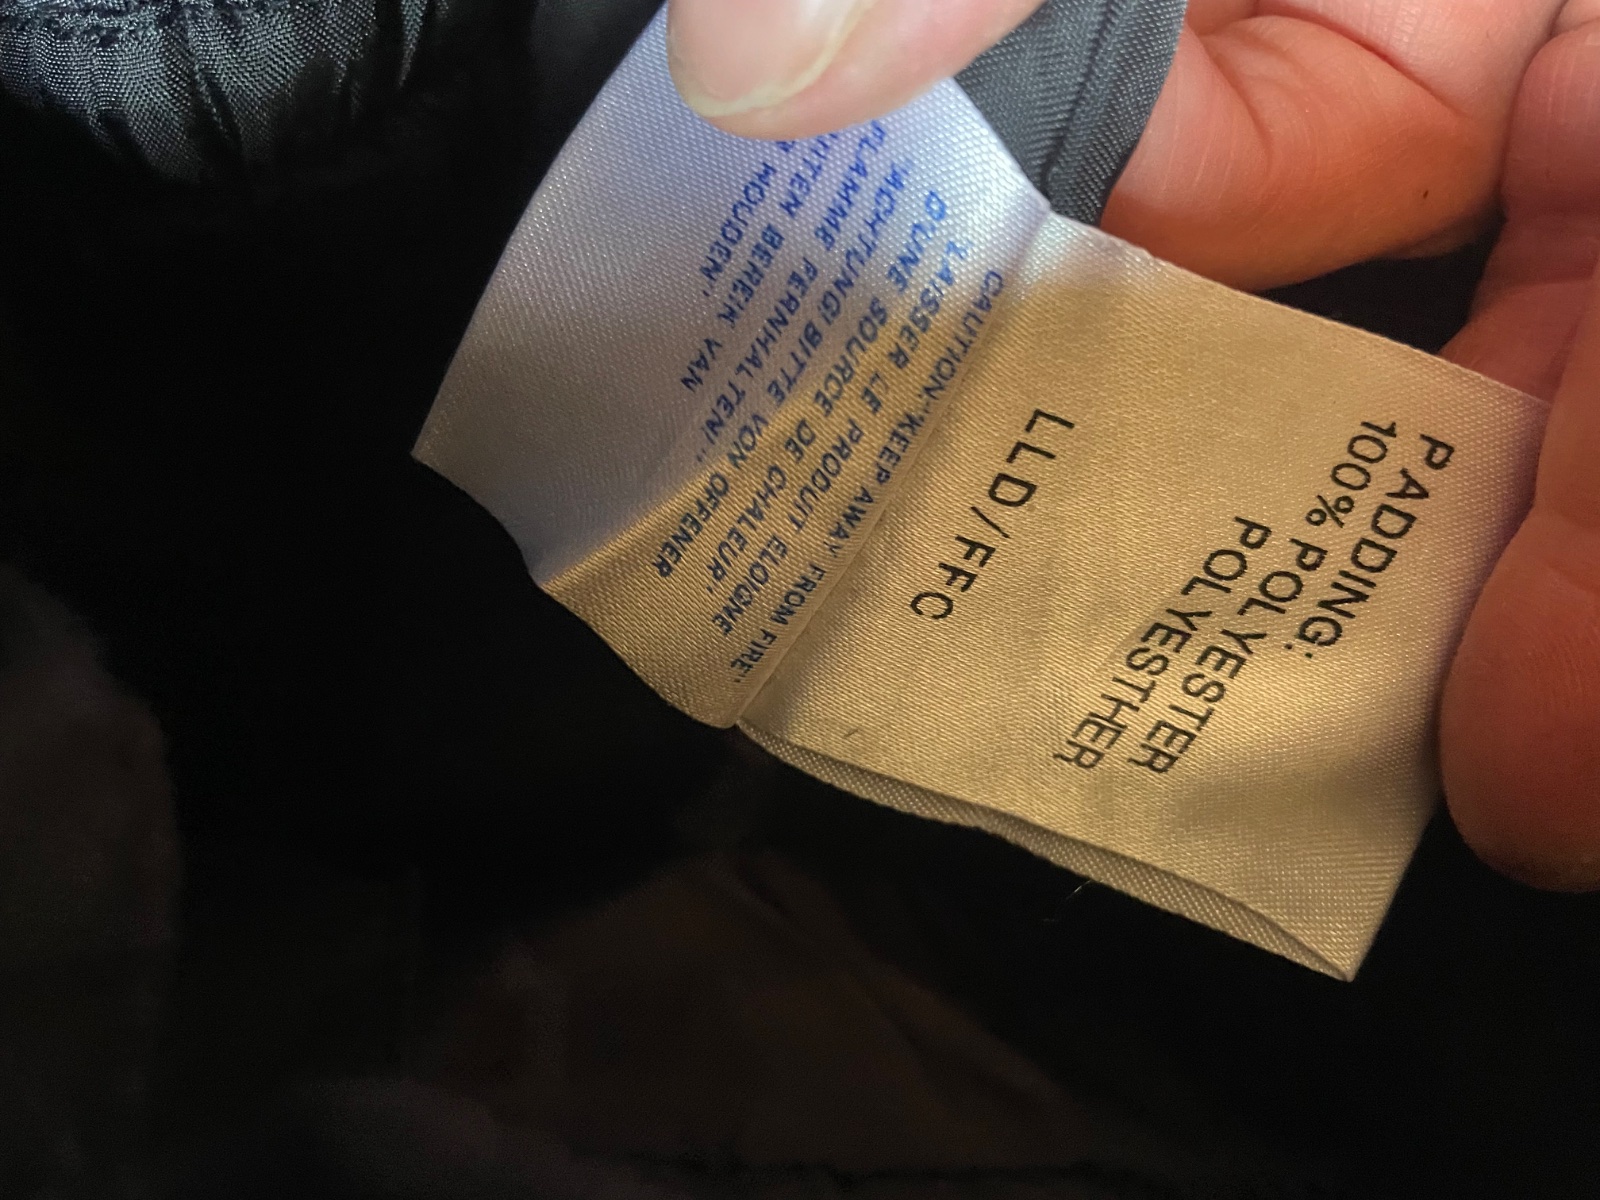 PADDING:
100% POLYESTER
POLYESTER
POLYESTHER
LLD/FFC
CAUTION:"KEEP AWAY FROM FIRE"
'LAISSER LE PRODUIT ELOIGNE
D'UNE SOURCE DE CHALEUR'
'ACHTUNG! BITTE VON OFFENER
FLAMME FERNHALTEN!"
BEREIK VAN
HOUDEN'